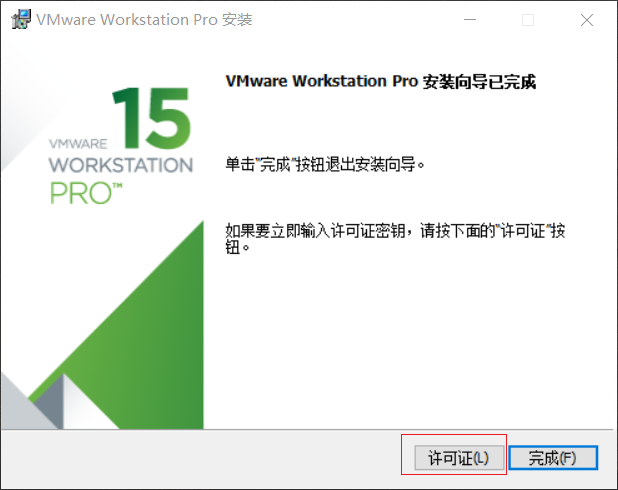 VMware Workstation Pro 安装
VMware Workstation Pro 安装向导已完成
15
VMWARE
WORKSTATION
PRO™
单击"完成"按钮退出安装向导。
如果要立即输入许可证密钥，请按下面的"许可证"按
钮。
许可证(L)
完成(F)